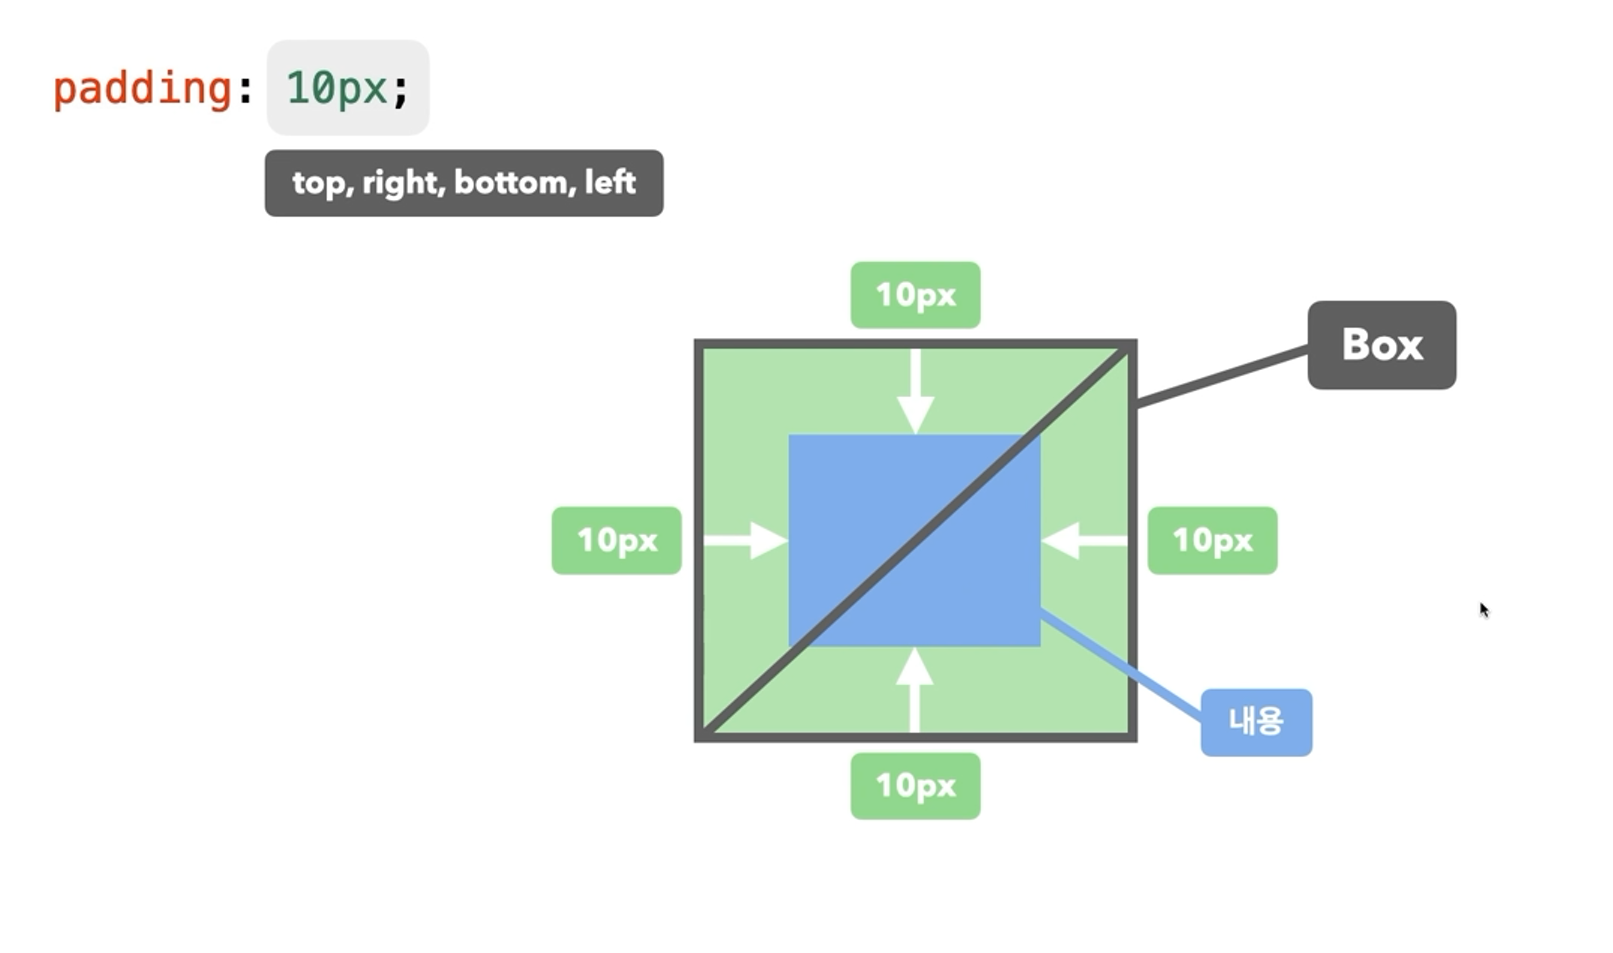 padding: 10px;
top, right, bottom, left
10px
Box
10px
10px
내용
10px